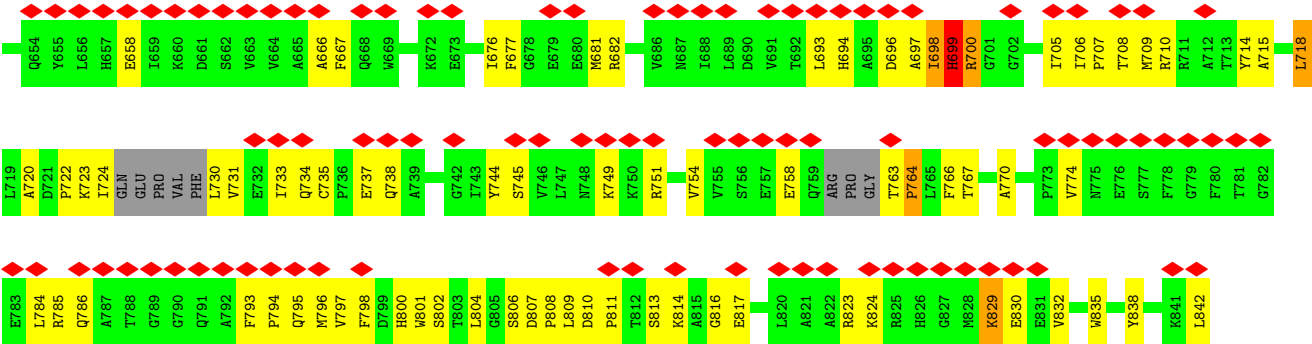 Q654 Y655 L656 H657 E658 I659 K660 D661 S662 V663 V664 A665 A666 F667 Q668 W669 K672 E673 I676 F677 G678 E679 E680 M681 R682 V686 N687 I688 L689 D690 V691 T692 L693 H694 A695 D696 A697 I698 H699 R700 G701 G702 I705 I706 P707 T708 M709 R710 R711 A712 T713 Y714 A715 L718
L719 A720 D721 P722 K723 I724 GLN GLU PRO VAL PHE L730 V731 E732 I733 Q734 C735 P736 E737 Q738 A739 G742 I743 Y744 S745 V746 L747 N748 K749 K750 R751 V754 V755 S756 E757 E758 Q759 ARG PRO GLY T763 P764 L765 F766 T767 A770 P773 V774 N775 E776 S777 F778 G779 F780 T781 G782
E783 L784 R785 Q786 A787 T788 G789 G790 Q791 A792 F793 P794 Q795 M796 V797 F798 D799 H800 W801 S802 T803 L804 G805 S806 D807 P808 L809 D810 P811 T812 S813 K814 A815 G816 E817 L820 A821 A822 R823 K824 R825 H826 G827 M828 K829 E830 E831 V832 W835 Y838 K841 L842